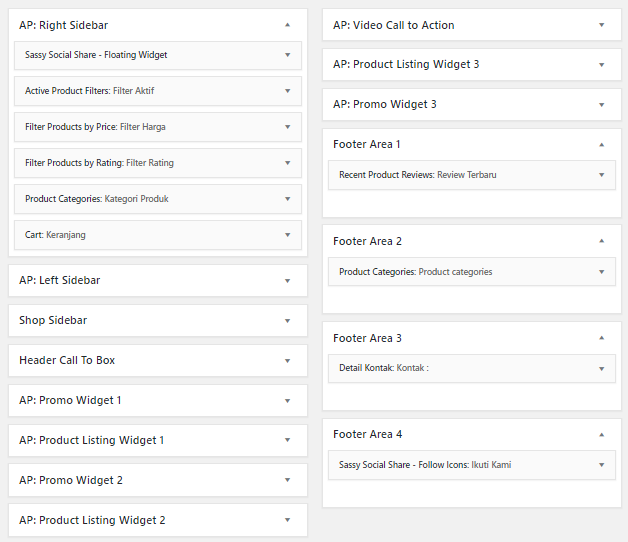 AP: Right Sidebar
Sassy Social Share - Floating Widget
Active Product Filters: Filter Aktif
Filter Products by Price: Filter Harga
Filter Products by Rating: Filter Rating
Product Categories: Kategori Produk
Cart: Keranjang
AP: Left Sidebar
Shop Sidebar
Header Call To Box
AP: Promo Widget 1
AP: Product Listing Widget 1
AP: Promo Widget 2
AP: Product Listing Widget 2
AP: Video Call to Action
AP: Product Listing Widget 3
AP: Promo Widget 3
Footer Area 1
Recent Product Reviews: Review Terbaru
Footer Area 2
Product Categories: Product categories
Footer Area 3
Detail Kontak: Kontak :
Footer Area 4
Sassy Social Share - Follow Icons: Ikuti Kami